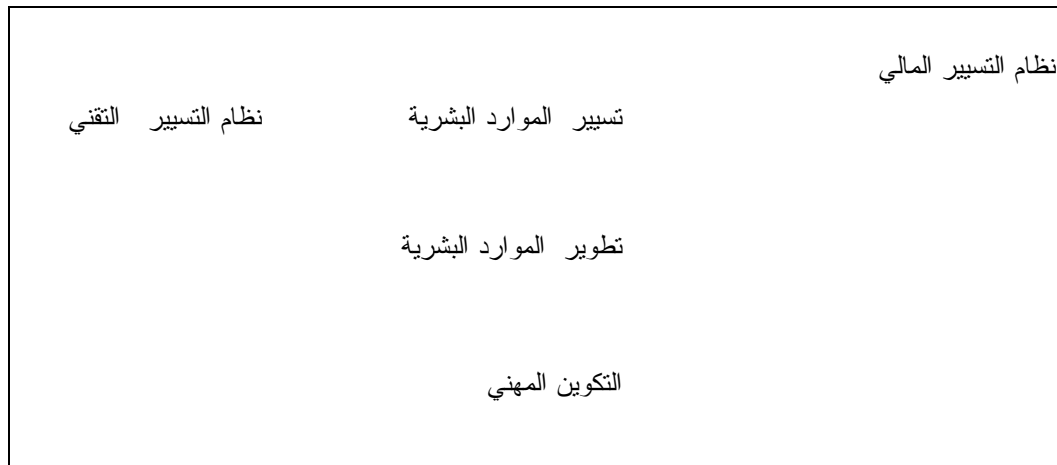 نظام التسيير المالي
تسيير الموارد البشرية نظام التسيير التقني
تطوير الموارد البشرية
التكوين المهني